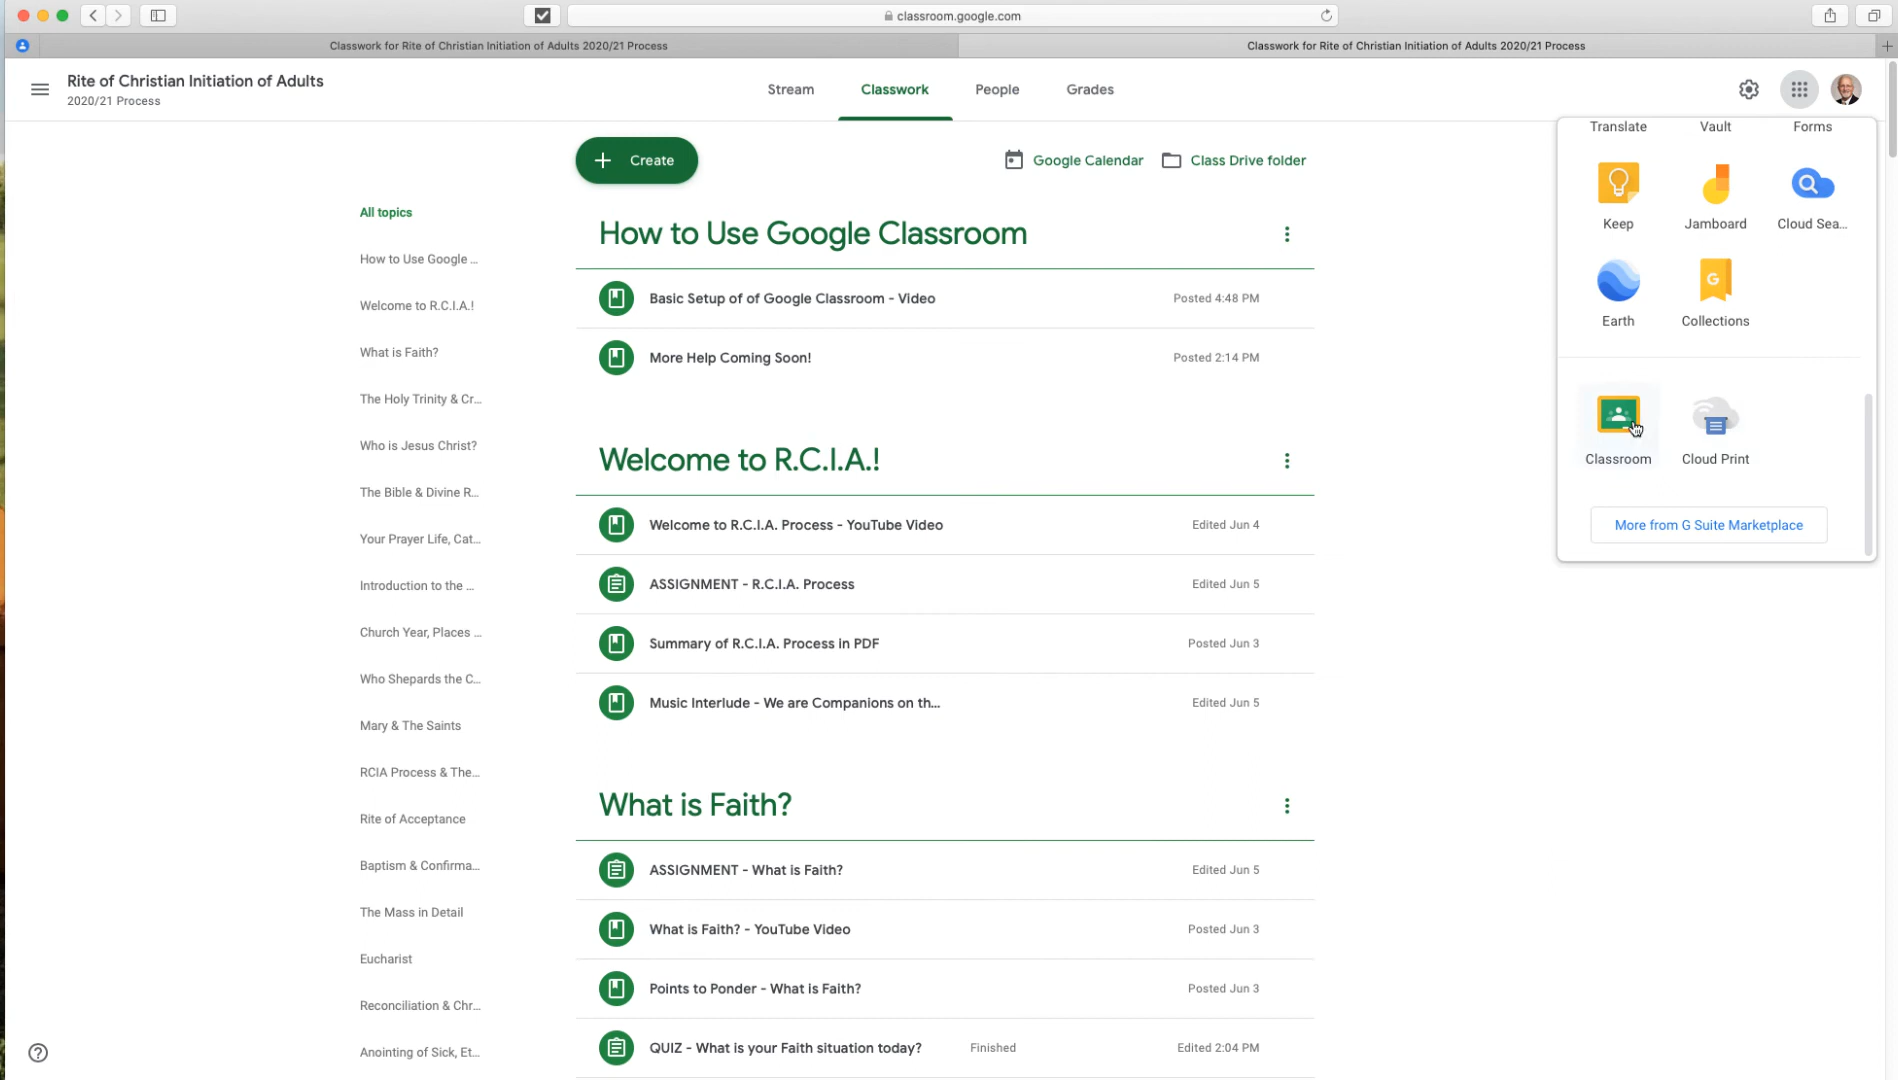 classroom.google.com
Classwork for Rite of Christian Initiation of Adults 2020/21 Process
Classwork for Rite of Christian Initiation of Adults 2020/21 Process
Rite of Christian Initiation of Adults
2020/21 Process
Stream
Classwork
People
Grades
Translate
Vault
Forms
Create
Google Calendar
Class Drive folder
Keep
Jamboard
Cloud Sea...
Earth
Collections
Classroom
Cloud Print
More from G Suite Marketplace
All topics
How to Use Google ...
Welcome to R.C.I.A.!
What is Faith?
The Holy Trinity & Cr...
Who is Jesus Christ?
The Bible & Divine R...
Your Prayer Life, Cat...
Introduction to the ...
Church Year, Places ...
Who Shepards the C...
Mary & The Saints
RCIA Process & The...
Rite of Acceptance
Baptism & Confirma...
The Mass in Detail
Eucharist
Reconciliation & Chr...
Anointing of Sick, Et...
How to Use Google Classroom
Basic Setup of of Google Classroom - Video Posted 4:48 PM
More Help Coming Soon! Posted 2:14 PM
Welcome to R.C.I.A.!
Welcome to R.C.I.A. Process - YouTube Video Edited Jun 4
ASSIGNMENT - R.C.I.A. Process Edited Jun 5
Summary of R.C.I.A. Process in PDF Posted Jun 3
Music Interlude - We are Companions on th... Edited Jun 5
What is Faith?
ASSIGNMENT - What is Faith? Edited Jun 5
What is Faith? - YouTube Video Posted Jun 3
Points to Ponder - What is Faith? Posted Jun 3
QUIZ - What is your Faith situation today? Finished Edited 2:04 PM